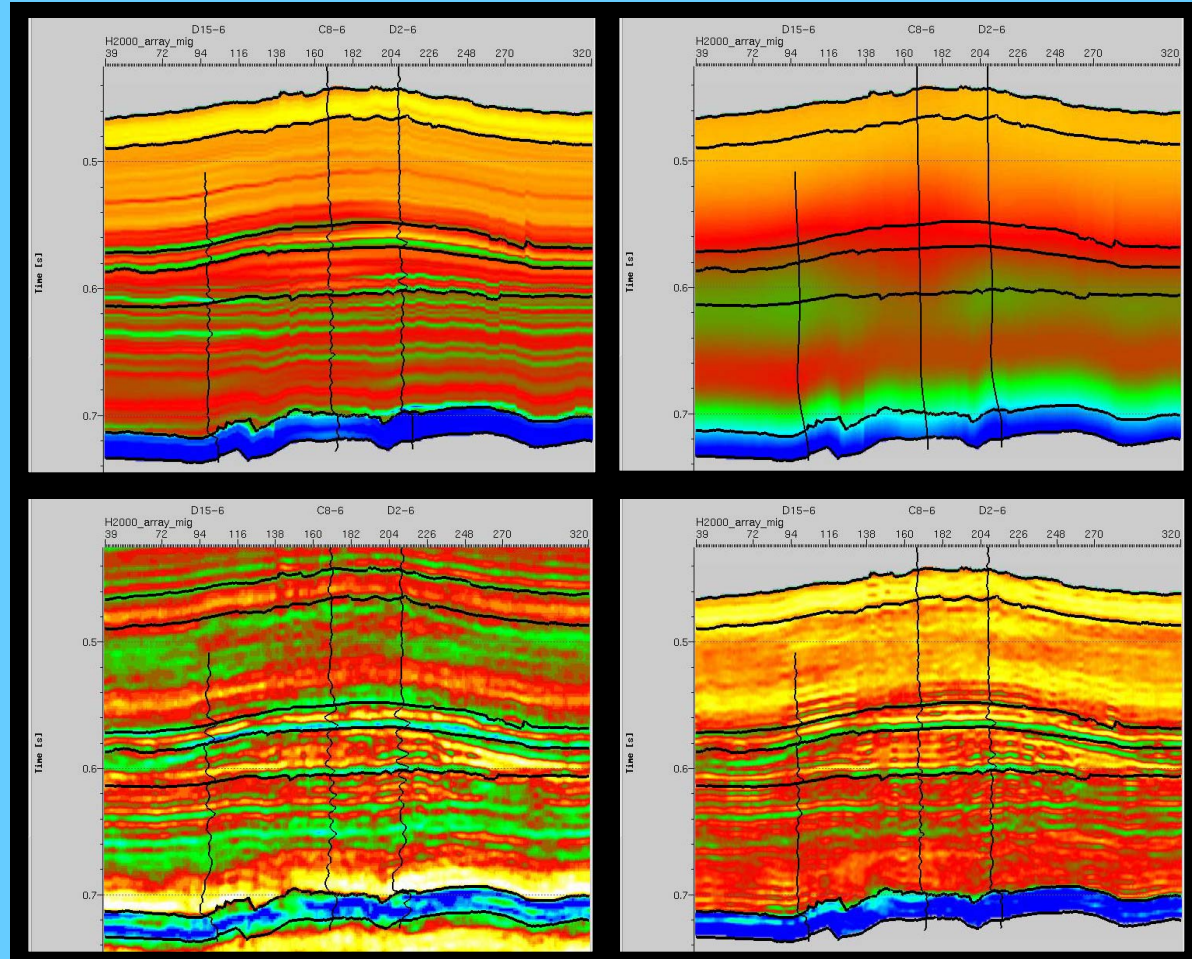 D15-6 C8-6 D2-6
H2000_array_mig
39 72 94 116 138 160 182 204 226 248 270 320
0.5
0.6
0.7
Time [s]
D15-6 C8-6 D2-6
H2000_array_mig
39 72 94 116 138 160 182 204 226 248 270 320
0.5
0.6
0.7
Time [s]
D15-6 C8-6 D2-6
H2000_array_mig
39 72 94 116 138 160 182 204 226 248 270 320
0.5
0.6
0.7
Time [s]
D15-6 C8-6 D2-6
H2000_array_mig
39 72 94 116 138 160 182 204 226 248 270 320
0.5
0.6
0.7
Time [s]